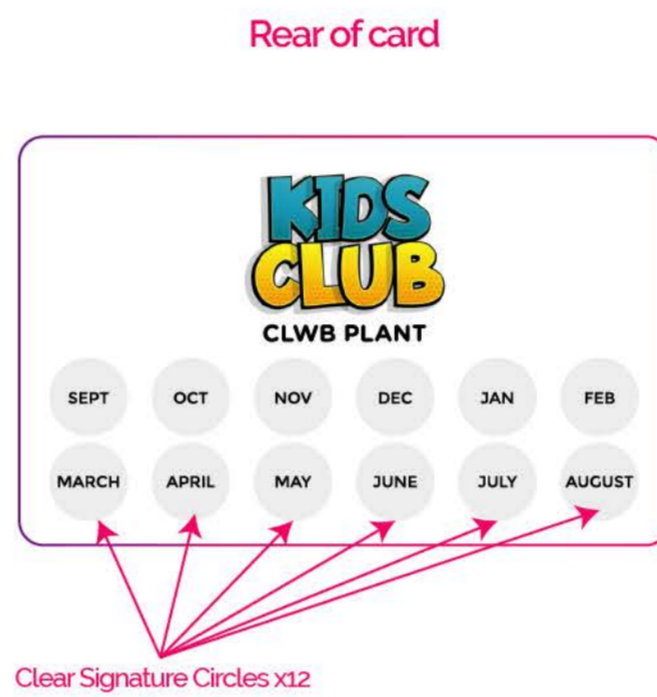 Rear of card
KIDS
CLUB
CLWB PLANT
SEPT OCT NOV DEC JAN FEB
MARCH APRIL MAY JUNE JULY AUGUST
Clear Signature Circles x12